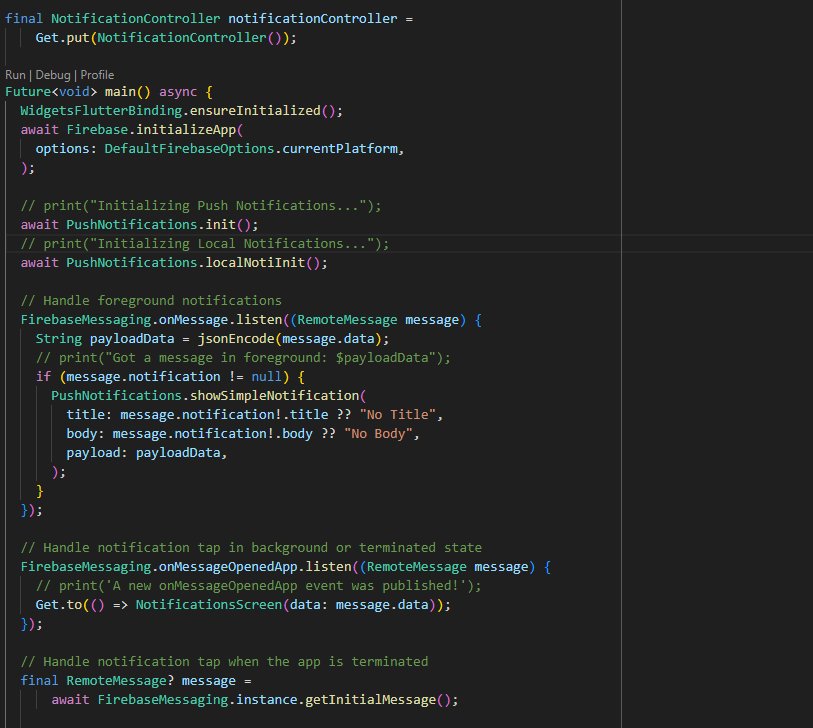 final NotificationController notificationController =
    Get.put(NotificationController());
Run | Debug | Profile
Future<void> main() async {
  WidgetsFlutterBinding.ensureInitialized();
  await Firebase.initializeApp(
    options: DefaultFirebaseOptions.currentPlatform,
  );
  // print("Initializing Push Notifications...");
  await PushNotifications.init();
  // print("Initializing Local Notifications...");
  await PushNotifications.localNotiInit();
  // Handle foreground notifications
  FirebaseMessaging.onMessage.listen((RemoteMessage message) {
    String payloadData = jsonEncode(message.data);
    // print("Got a message in foreground: $payloadData");
    if (message.notification != null) {
      PushNotifications.showSimpleNotification(
        title: message.notification!.title ?? "No Title",
        body: message.notification!.body ?? "No Body",
        payload: payloadData,
      );
    }
  });
  // Handle notification tap in background or terminated state
  FirebaseMessaging.onMessageOpenedApp.listen((RemoteMessage message) {
    // print('A new onMessageOpenedApp event was published!');
    Get.to(() => NotificationsScreen(data: message.data));
  });
  // Handle notification tap when the app is terminated
  final RemoteMessage? message =
      await FirebaseMessaging.instance.getInitialMessage();